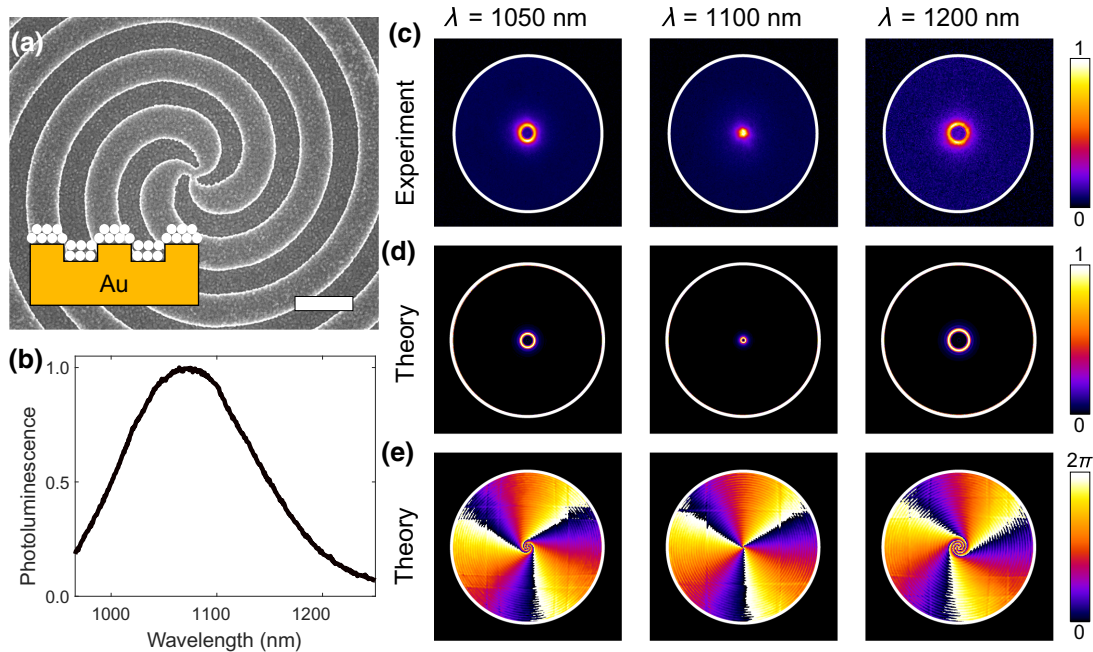 λ = 1050 nm
λ = 1100 nm
λ = 1200 nm
(a)
Au
(b)
1.0
0.5
0.0
Photoluminescence
1000
1100
1200
Wavelength (nm)
(c)
Experiment
1
0
(d)
Theory
1
0
(e)
Theory
2π
0